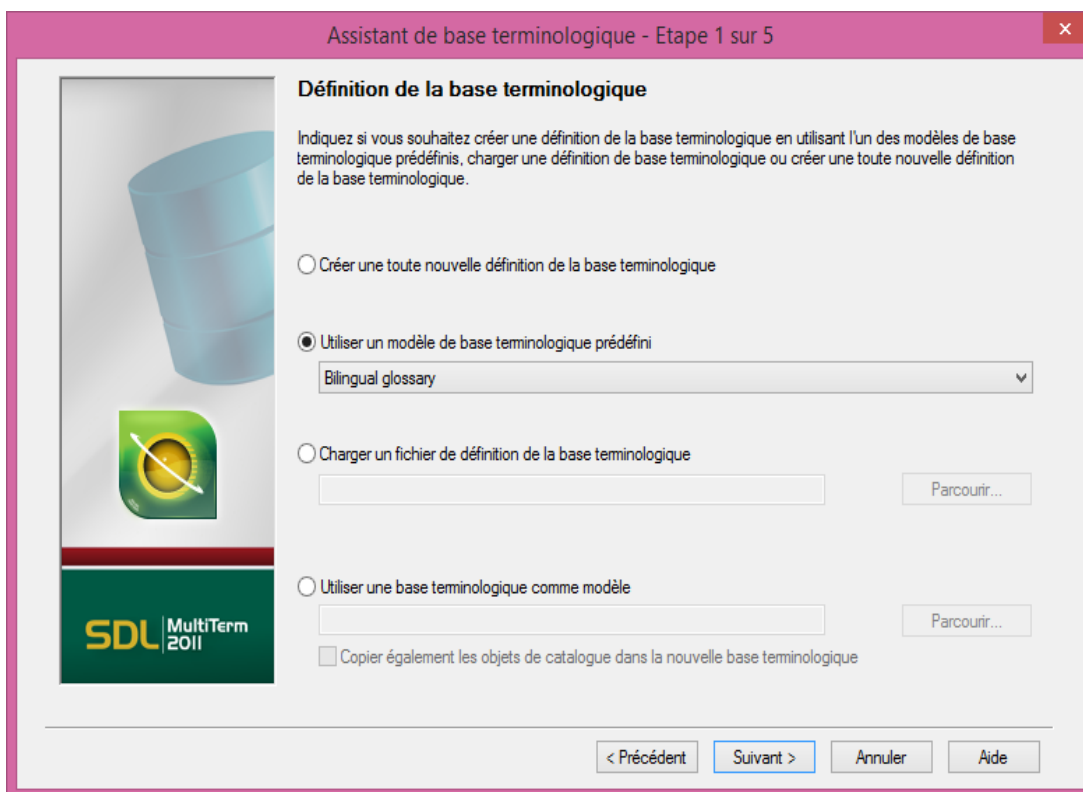 Assistant de base terminologique - Etape 1 sur 5
Définition de la base terminologique
Indiquez si vous souhaitez créer une définition de la base terminologique en utilisant l'un des modèles de base
terminologique prédéfinis, charger une définition de base terminologique ou créer une toute nouvelle définition
de la base terminologique.
Créer une toute nouvelle définition de la base terminologique
Utiliser un modèle de base terminologique prédéfini
Bilingual glossary
Charger un fichier de définition de la base terminologique
Parcourir...
Utiliser une base terminologique comme modèle
Parcourir...
Copier également les objets de catalogue dans la nouvelle base terminologique
SDL MultiTerm
2011
< Précédent Suivant > Annuler Aide